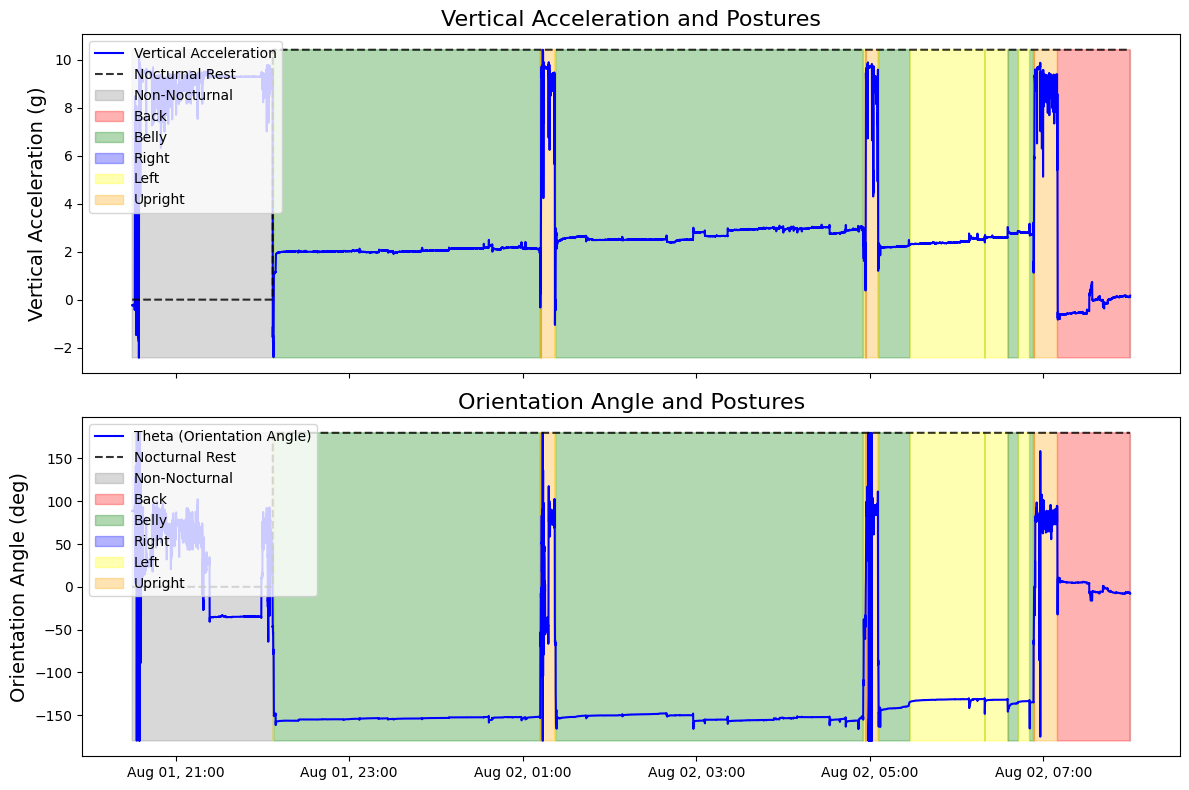 Vertical Acceleration and Postures
Vertical Acceleration (g)
10
8
6
4
2
0
−2
Vertical Acceleration
Nocturnal Rest
Non-Nocturnal
Back
Belly
Right
Left
Upright
Orientation Angle and Postures
Orientation Angle (deg)
150
100
50
0
−50
−100
−150
Theta (Orientation Angle)
Nocturnal Rest
Non-Nocturnal
Back
Belly
Right
Left
Upright
Aug 01, 21:00
Aug 01, 23:00
Aug 02, 01:00
Aug 02, 03:00
Aug 02, 05:00
Aug 02, 07:00